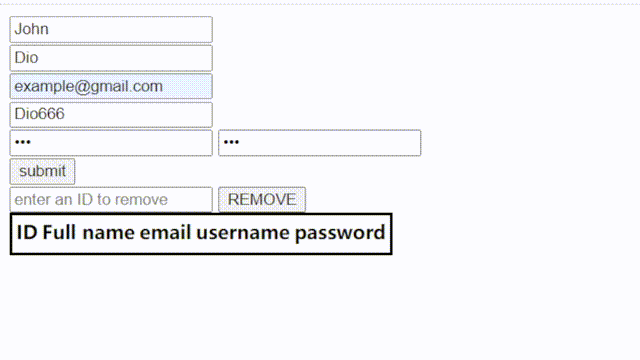 John
Dio
example@gmail.com
Dio666
••• •••
submit
enter an ID to remove REMOVE
ID Full name email username password